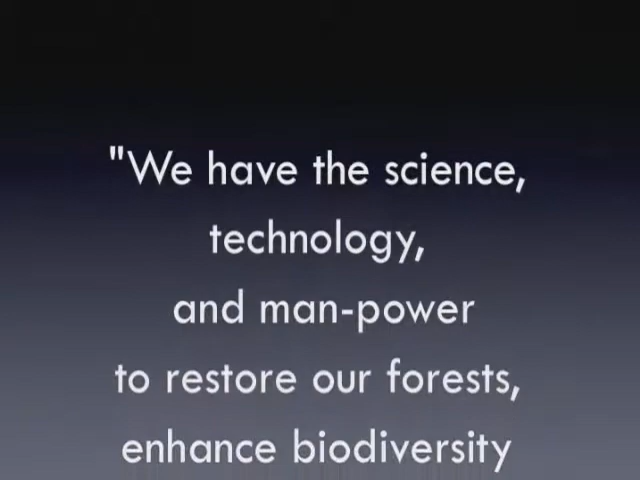 "We have the science,
technology,
and man-power
to restore our forests,
enhance biodiversity